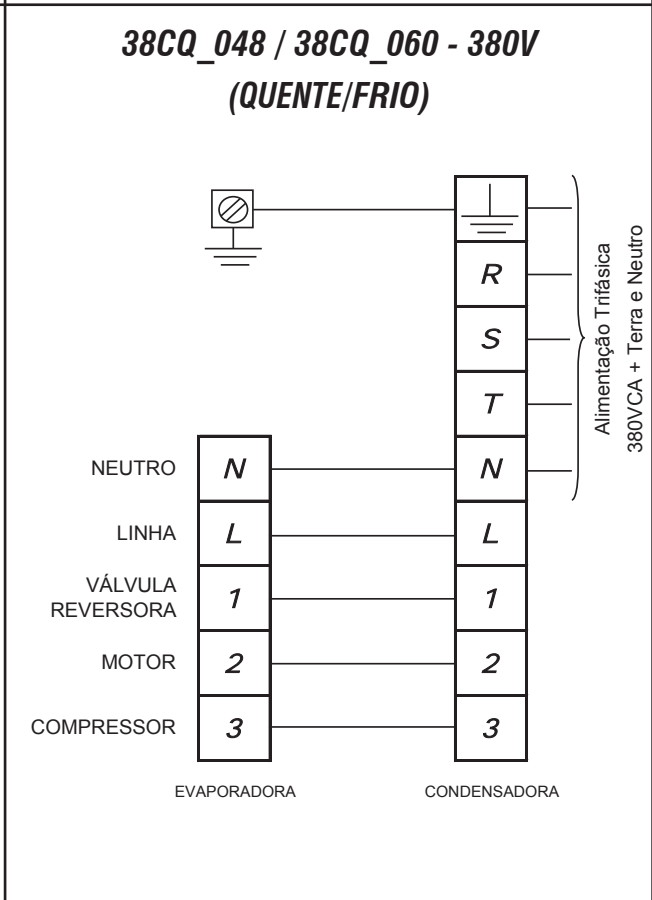 38CQ_048 / 38CQ_060 - 380V
(QUENTE/FRIO)
R
S
T
Alimentação Trifásica
380VCA + Terra e Neutro
NEUTRO N N
LINHA L L
VÁLVULA
REVERSORA 1 1
MOTOR 2 2
COMPRESSOR 3 3
EVAPORADORA CONDENSADORA